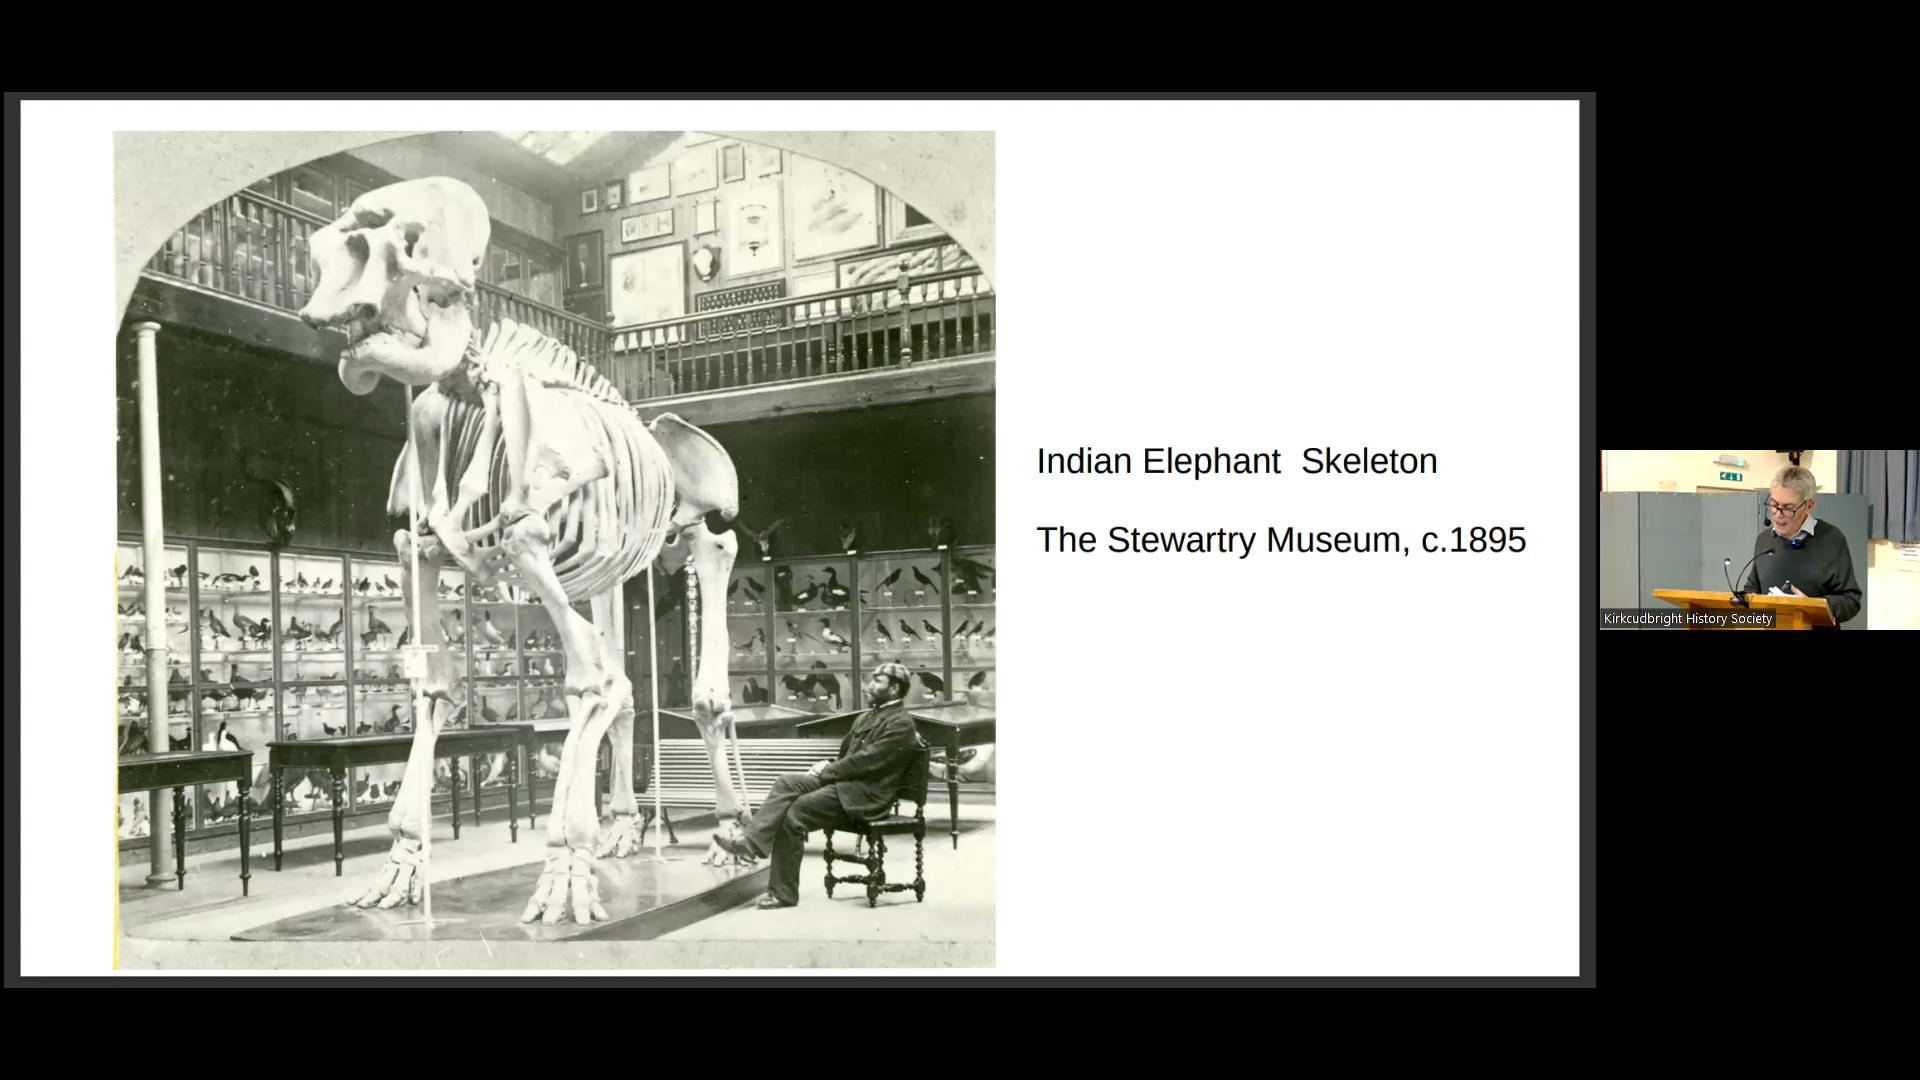 Indian Elephant  Skeleton
The Stewartry Museum, c.1895
Kirkcudbright History Society